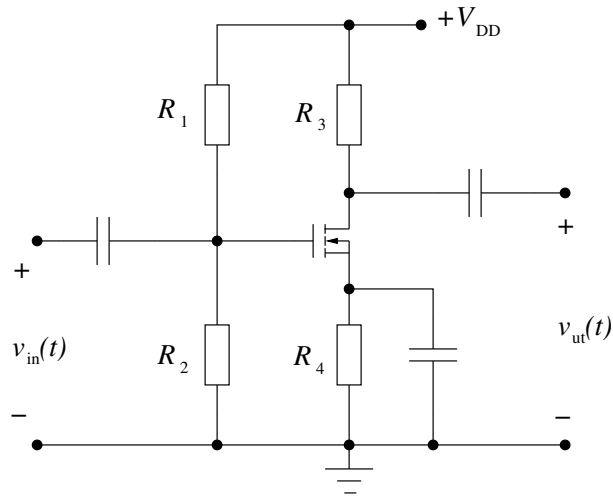 +V_DD
R_1
R_3
+
+
v_in(t)
R_2
R_4
v_ut(t)
−
−